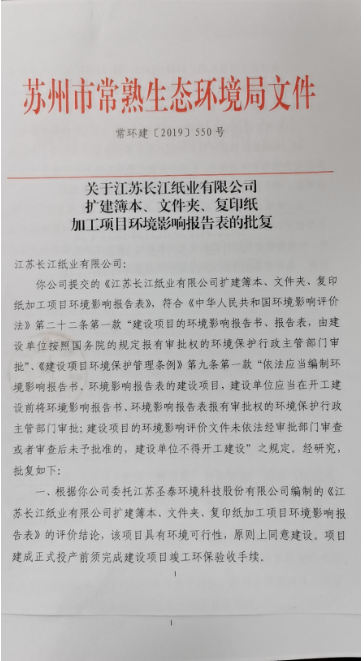 苏州市常熟生态环境局文件
常环建〔2019〕550号
关于江苏长江纸业有限公司
扩建簿本、文件夹、复印纸
加工项目环境影响报告表的批复
江苏长江纸业有限公司：
你公司提交的《江苏长江纸业有限公司扩建簿本、文件夹、复印
纸加工项目环境影响报告表》，符合《中华人民共和国环境影响评价
法》第二十二条第一款“建设项目的环境影响报告书、报告表，由建
设单位按照国务院的规定报有审批权的环境保护行政主管部门审
批”、《建设项目环境保护管理条例》第九条第一款“依法应当编制环
境影响报告书、环境影响报告表的建设项目，建设单位应当在开工建
设前将环境影响报告书、环境影响报告表报有审批权的环境保护行政
主管部门审批；建设项目的环境影响评价文件未依法经审批部门审查
或者审查后未予批准的，建设单位不得开工建设”之规定。经研究，
批复如下：
一、根据你公司委托江苏圣泰环境科技股份有限公司编制的《江
苏长江纸业有限公司扩建簿本、文件夹、复印纸加工项目环境影响报
告表》的评价结论，该项目具有环境可行性，原则上同意建设。项目
建成正式投产前须完成建设项目竣工环保验收手续。
1
1